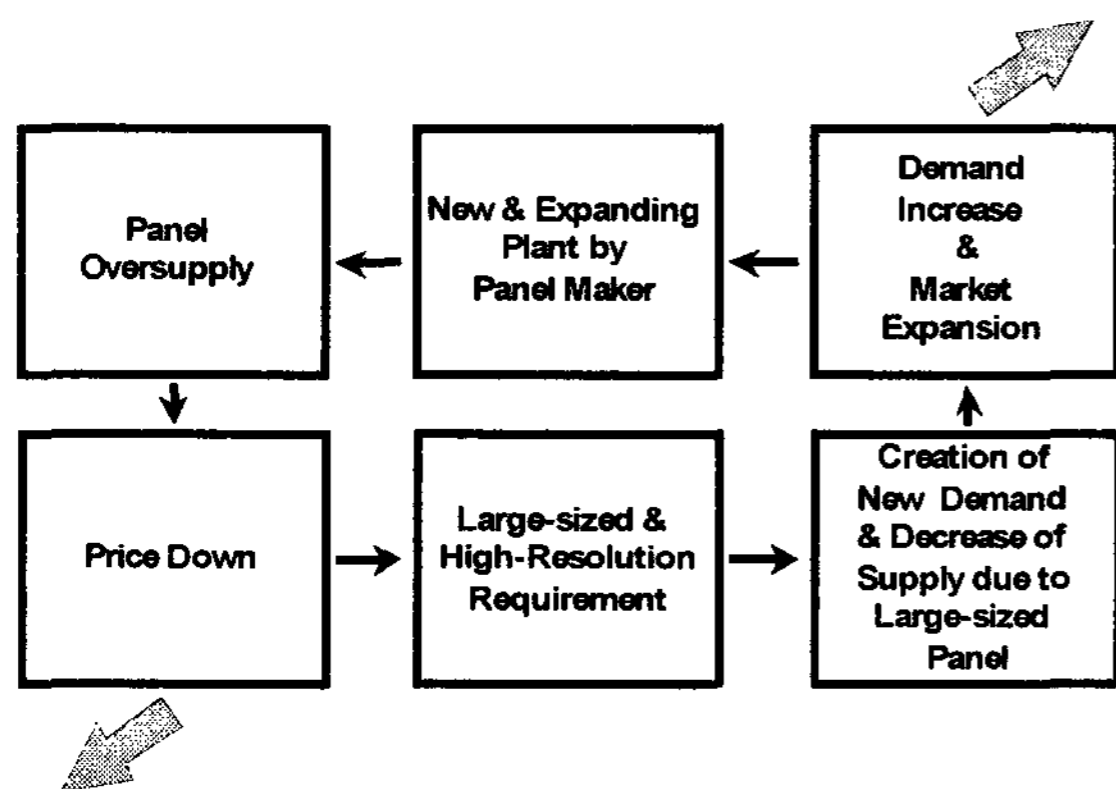 Panel
Oversupply
New & Expanding
Plant by
Panel Maker
Demand
Increase
&
Market
Expansion
Price Down
Large-sized &
High-Resolution
Requirement
Creation of
New Demand
& Decrease of
Supply due to
Large-sized
Panel